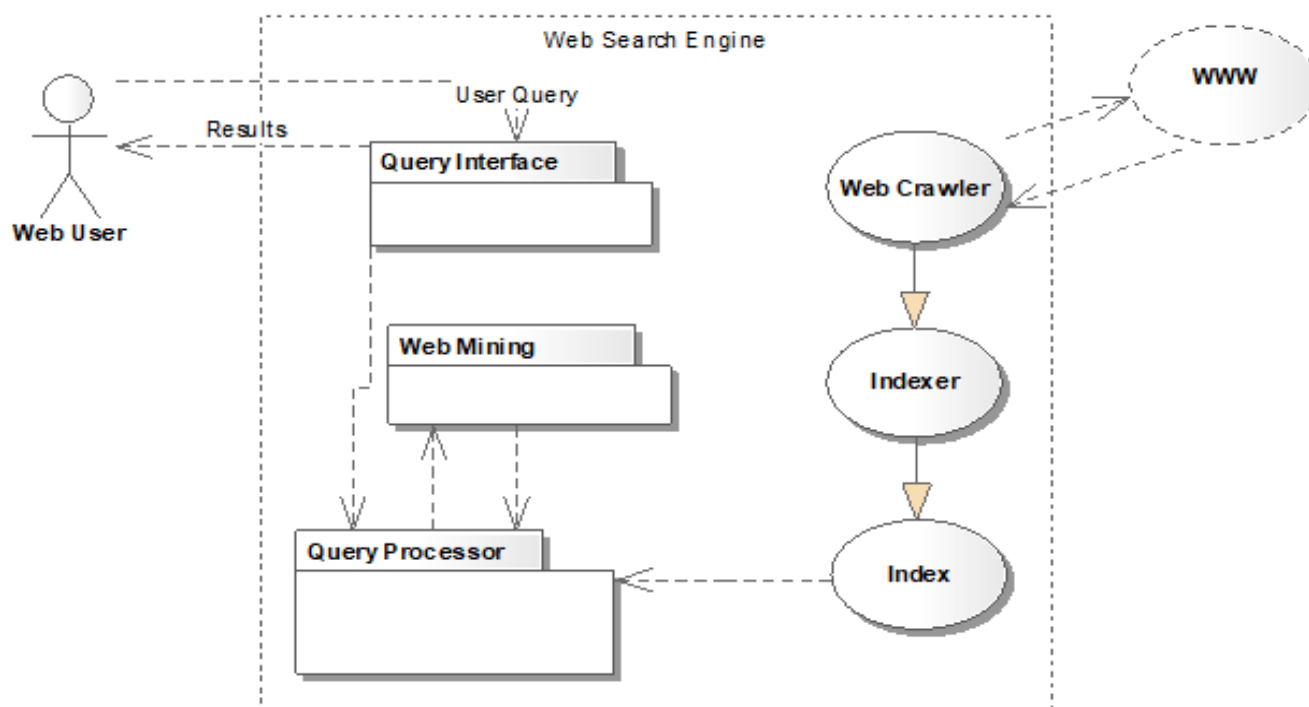 Web Search Engine
WWW
User Query
Results
Query Interface
Web Crawler
Web User
Web Mining
Indexer
Query Processor
Index